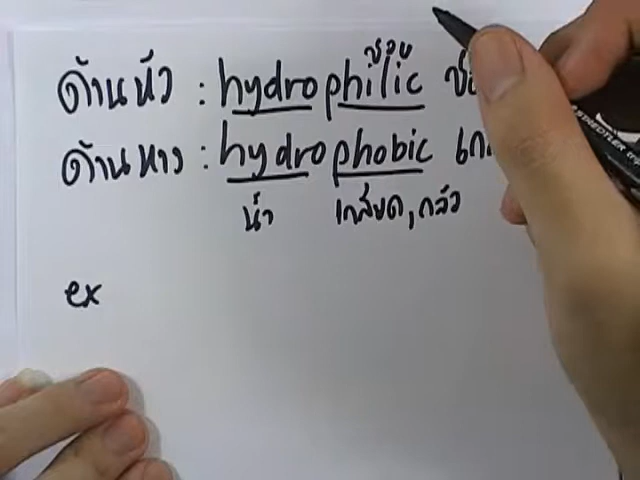 ชอบ
ด้านหัว : hydrophilic
ด้านหาง : hydrophobic
น้ำ เกลียด, กลัว
ex
STAEDTLER